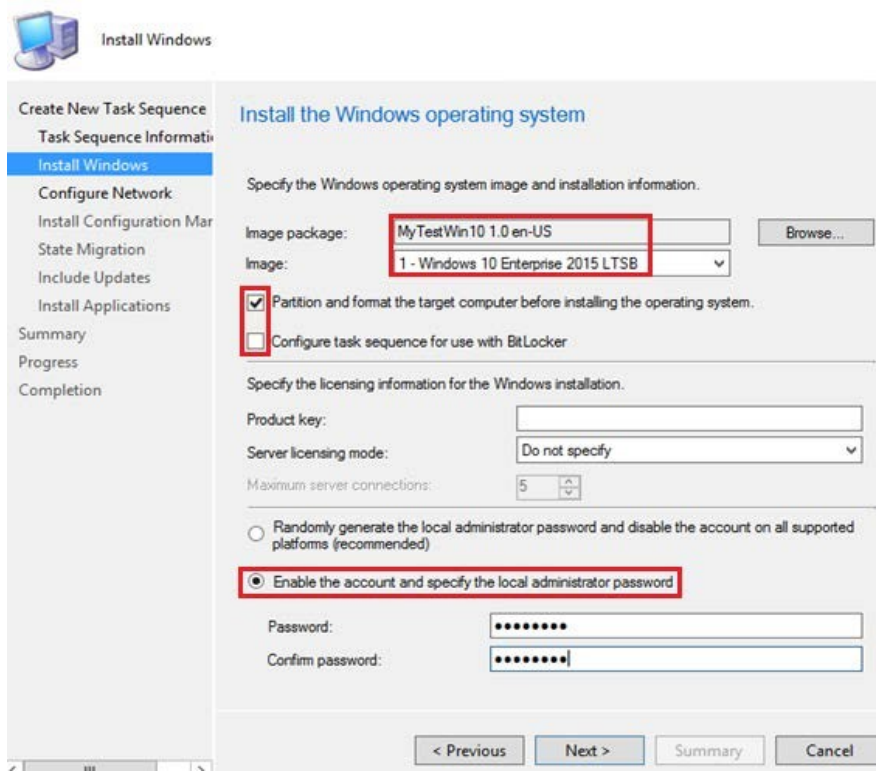 Install Windows
Create New Task Sequence
Task Sequence Informati
Install Windows
Configure Network
Install Configuration Mar
State Migration
Include Updates
Install Applications
Summary
Progress
Completion
Install the Windows operating system
Specify the Windows operating system image and installation information.
Image package:
MyTestWin10 1.0 en-US
Browse...
Image:
1 - Windows 10 Enterprise 2015 LTSB
Partition and format the target computer before installing the operating system.
Configure task sequence for use with BitLocker
Specify the licensing information for the Windows installation.
Product key:
Server licensing mode:
Do not specify
Maximum server connections:
5
Randomly generate the local administrator password and disable the account on all supported
platforms (recommended)
Enable the account and specify the local administrator password
Password:
••••••••
Confirm password:
••••••••
< Previous
Next >
Summary
Cancel